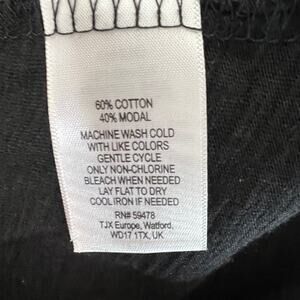 60% COTTON
40% MODAL
MACHINE WASH COLD
WITH LIKE COLORS
GENTLE CYCLE
ONLY NON-CHLORINE
BLEACH WHEN NEEDED
LAY FLAT TO DRY
COOL IRON IF NEEDED
RN# 59478
TJX Europe, Watford,
WD17 1TX, UK